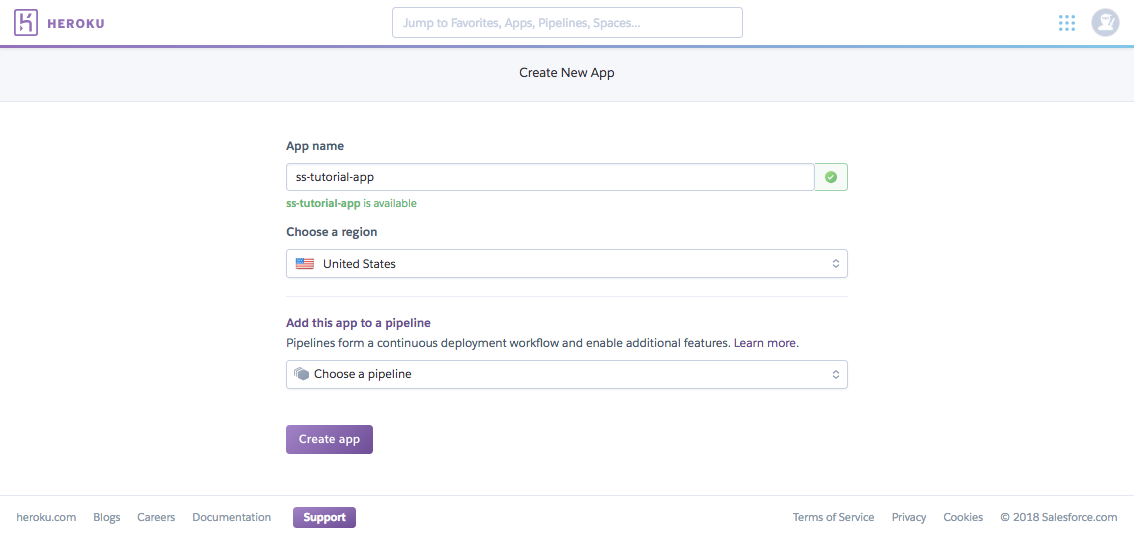 HEROKU
Jump to Favorites, Apps, Pipelines, Spaces...
Create New App
App name
ss-tutorial-app
ss-tutorial-app is available
Choose a region
United States
Add this app to a pipeline
Pipelines form a continuous deployment workflow and enable additional features. Learn more.
Choose a pipeline
Create app
heroku.com Blogs Careers Documentation Support Terms of Service Privacy Cookies © 2018 Salesforce.com